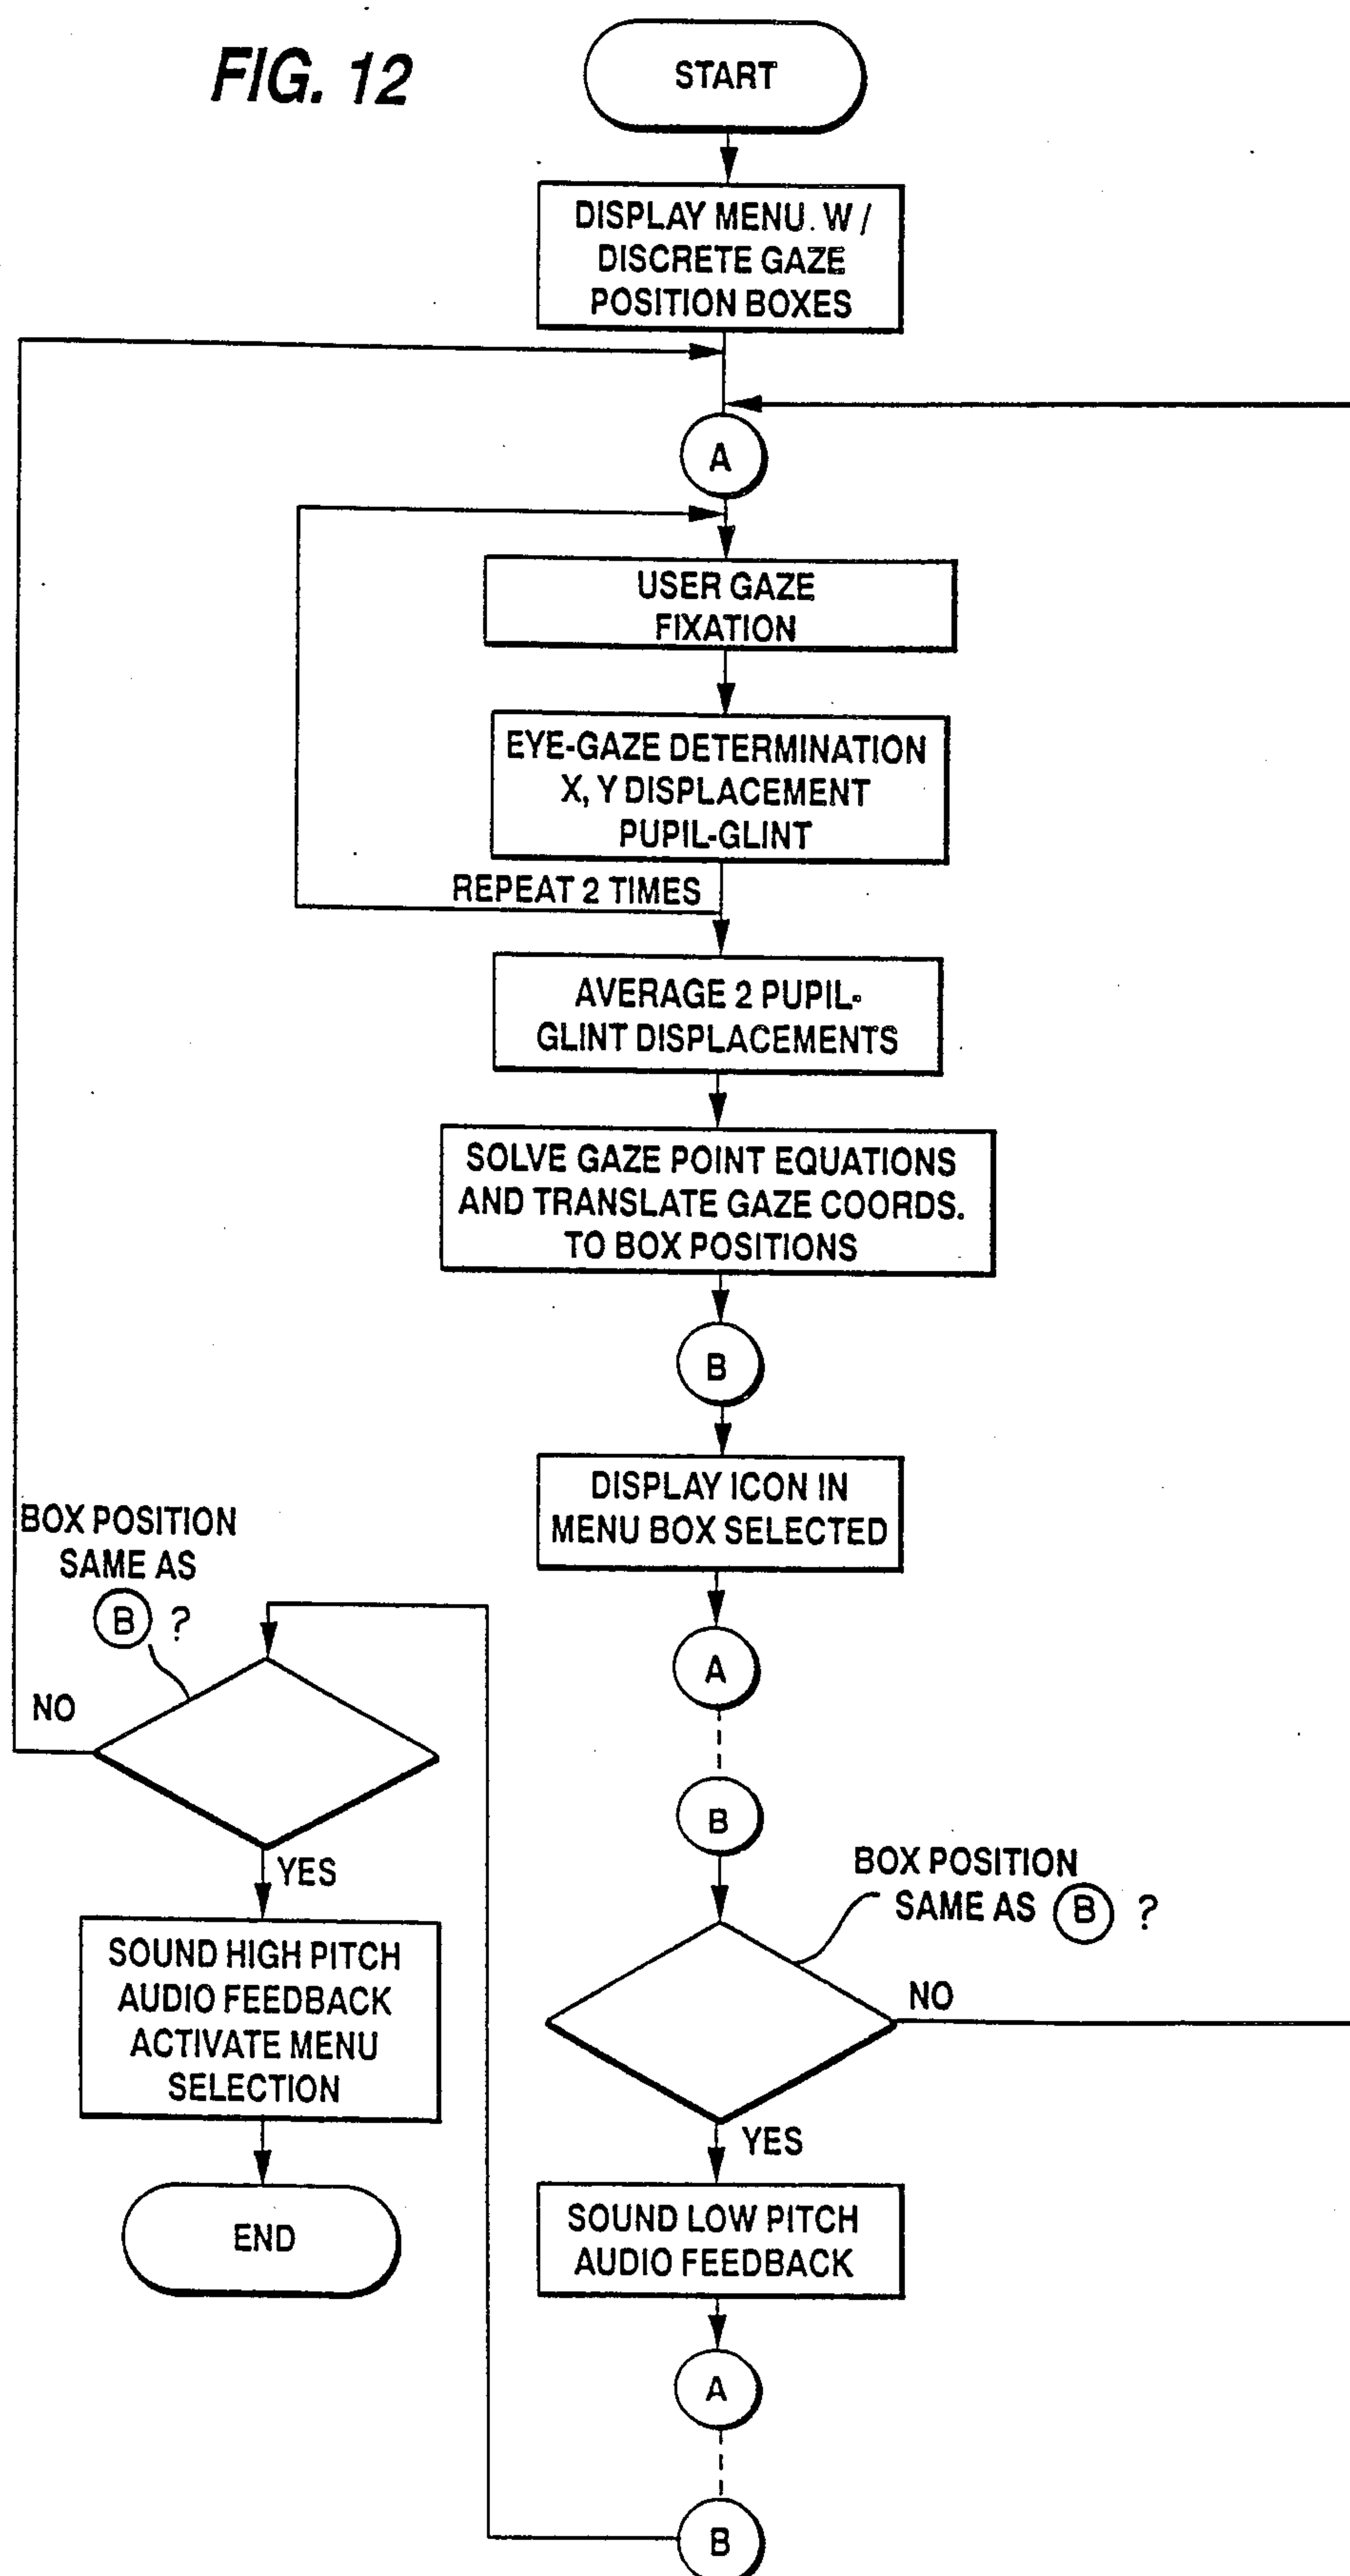 FIG. 12
START
DISPLAY MENU. W /
DISCRETE GAZE
POSITION BOXES
A
USER GAZE
FIXATION
EYE-GAZE DETERMINATION
X, Y DISPLACEMENT
PUPIL-GLINT
REPEAT 2 TIMES
AVERAGE 2 PUPIL-
GLINT DISPLACEMENTS
SOLVE GAZE POINT EQUATIONS
AND TRANSLATE GAZE COORDS.
TO BOX POSITIONS
B
DISPLAY ICON IN
MENU BOX SELECTED
A
B
BOX POSITION
SAME AS B ?
NO
YES
SOUND LOW PITCH
AUDIO FEEDBACK
A
B
BOX POSITION
SAME AS
B ?
NO
YES
SOUND HIGH PITCH
AUDIO FEEDBACK
ACTIVATE MENU
SELECTION
END